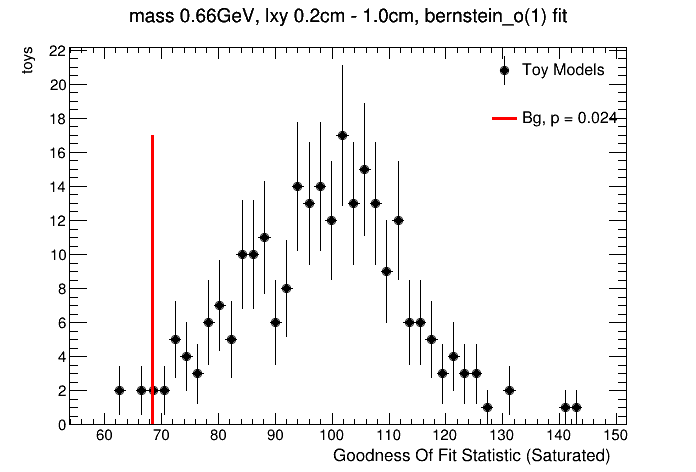 mass 0.66GeV, lxy 0.2cm - 1.0cm, bernstein_o(1) fit
toys
22
20
18
16
14
12
10
8
6
4
2
0
Toy Models
Bg, p = 0.024
60 70 80 90 100 110 120 130 140 150
Goodness Of Fit Statistic (Saturated)